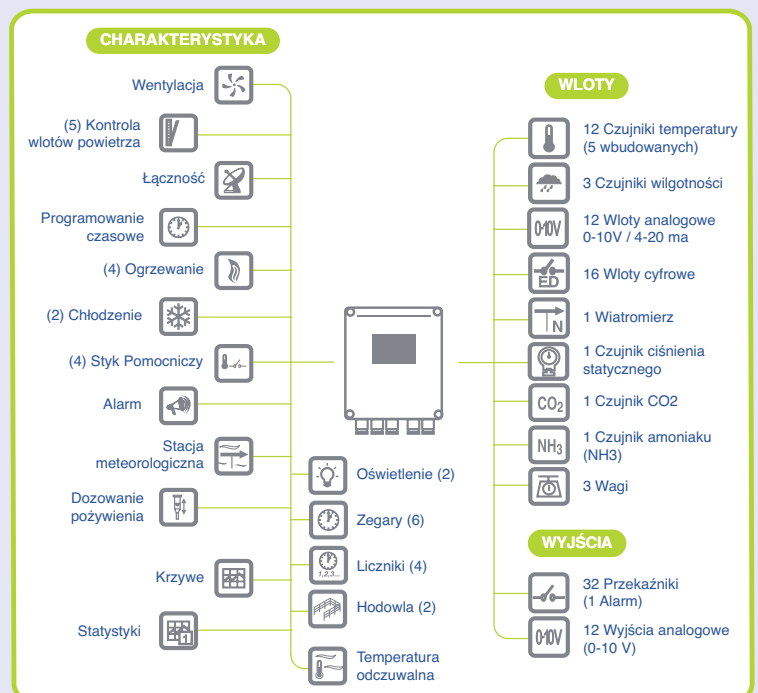 CHARAKTERYSTYKA
Wentylacja
(5) Kontrola
wlotów powietrza
Łączność
Programowanie
czasowe
(4) Ogrzewanie
(2) Chłodzenie
(4) Styk Pomocniczy
Alarm
Stacja
meteorologiczna
Dozowanie
pożywienia
Krzywe
Statystyki
1
Oświetlenie (2)
Zegary (6)
Liczniki (4)
1,2,3...
Hodowla (2)
Temperatura
odczuwalna
WLOTY
12 Czujniki temperatury
(5 wbudowanych)
3 Czujniki wilgotności
0-10V
12 Wloty analogowe
0-10V / 4-20 ma
ED
16 Wloty cyfrowe
N
1 Wiatromierz
1 Czujnik ciśnienia
statycznego
CO2
1 Czujnik CO2
NH3
1 Czujnik amoniaku
(NH3)
3 Wagi
WYJŚCIA
32 Przekaźniki
(1 Alarm)
0-10V
12 Wyjścia analogowe
(0-10 V)